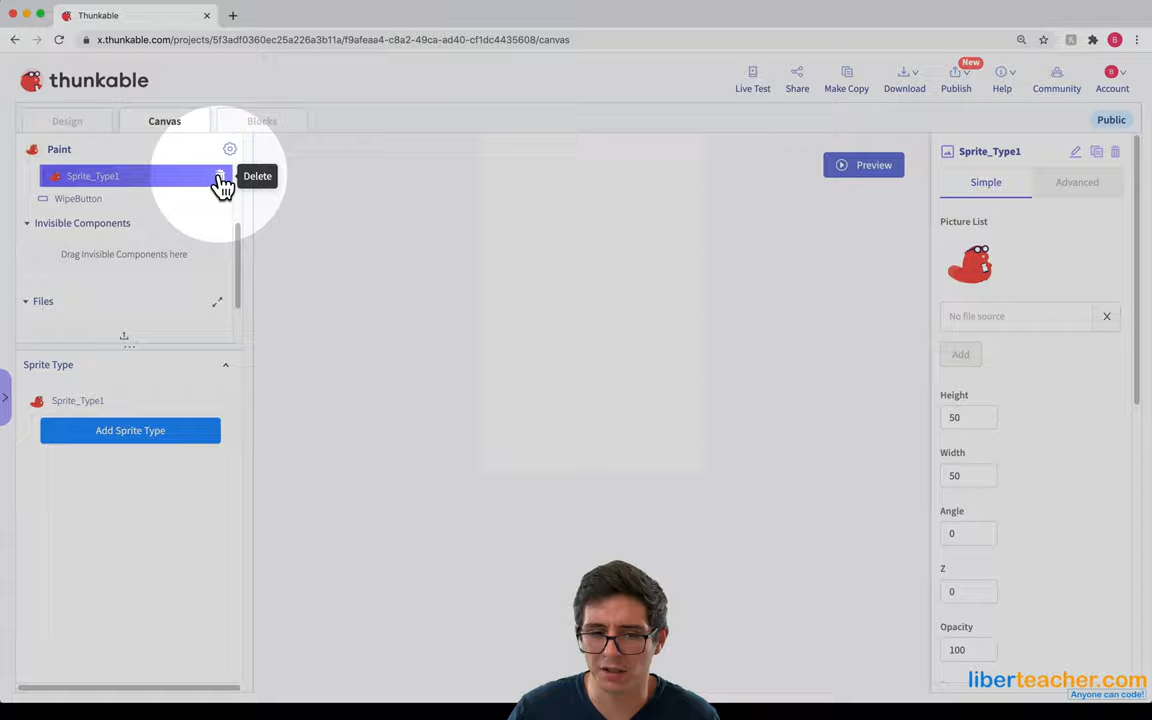 Thunkable
x.thunkable.com/projects/5f3adf0360ec25a226a3b11a/f9afeaa4-c8a2-49ca-ad40-cf1dc4435608/canvas
B
thunkable
Live Test
Share
Make Copy
Download
New
Publish
Help
Community
B
Account
Design
Canvas
Blocks
Public
Paint
Sprite_Type1
Delete
WipeButton
Invisible Components
Drag Invisible Components here
Files
Sprite Type
Sprite_Type1
Add Sprite Type
Preview
Sprite_Type1
Simple
Advanced
Picture List
No file source
Add
Height
50
Width
50
Angle
0
Z
0
Opacity
100
liberteacher.com
Anyone can code!